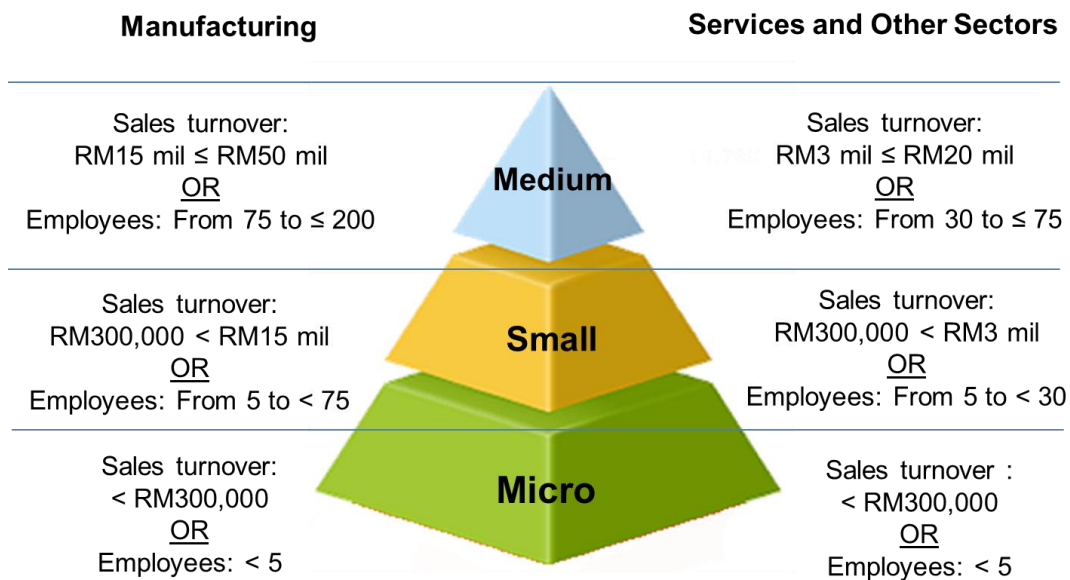 Manufacturing
Services and Other Sectors
Sales turnover:
RM15 mil ≤ RM50 mil
OR
Employees: From 75 to ≤ 200
Medium
Sales turnover:
RM3 mil ≤ RM20 mil
OR
Employees: From 30 to ≤ 75
Sales turnover:
RM300,000 < RM15 mil
OR
Employees: From 5 to < 75
Small
Sales turnover:
RM300,000 < RM3 mil
OR
Employees: From 5 to < 30
Sales turnover:
< RM300,000
OR
Employees: < 5
Micro
Sales turnover :
< RM300,000
OR
Employees: < 5